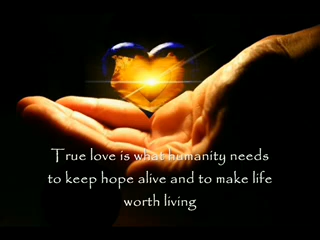 True love is what humanity needs
to keep hope alive and to make life
worth living